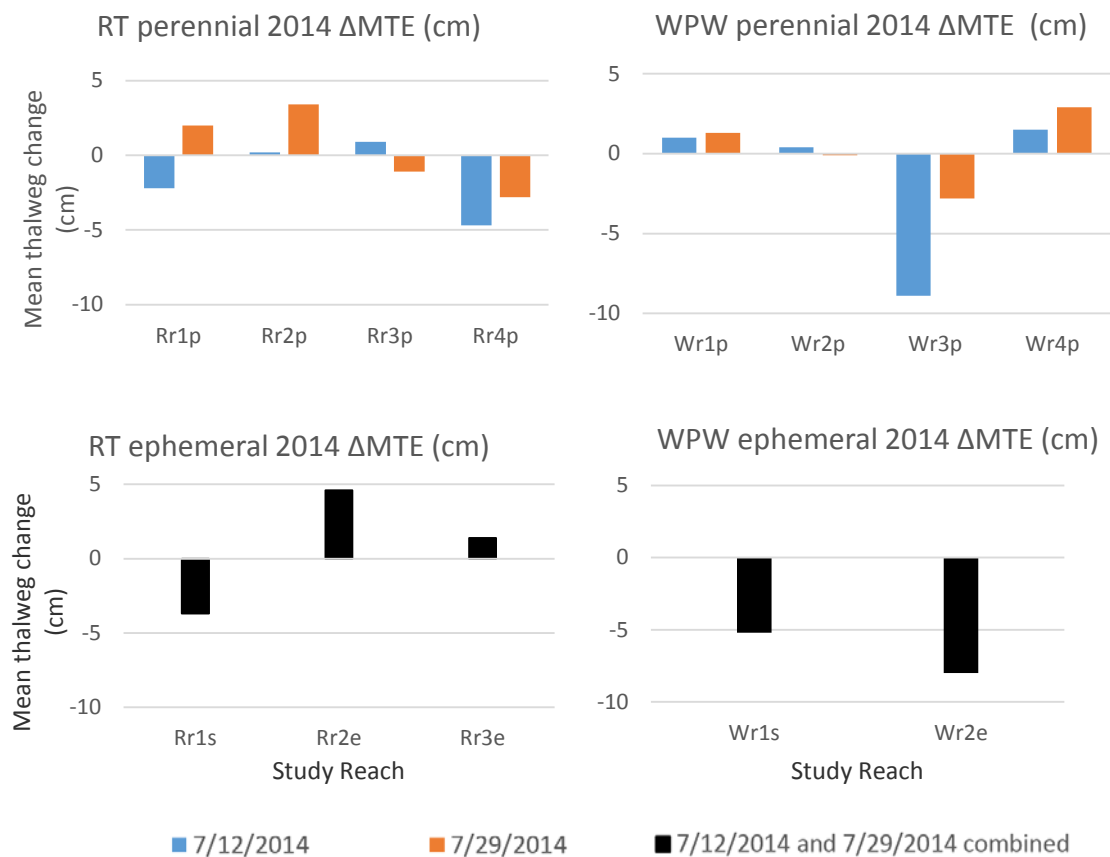 RT perennial 2014 ΔMTE (cm)
Mean thalweg change
(cm)
5
0
-5
-10
Rr1p Rr2p Rr3p Rr4p
WPW perennial 2014 ΔMTE (cm)
5
0
-5
-10
Wr1p Wr2p Wr3p Wr4p
RT ephemeral 2014 ΔMTE (cm)
Mean thalweg change
(cm)
5
0
-5
-10
Rr1s Rr2e Rr3e
Study Reach
WPW ephemeral 2014 ΔMTE (cm)
5
0
-5
-10
Wr1s Wr2e
Study Reach
7/12/2014 7/29/2014 7/12/2014 and 7/29/2014 combined